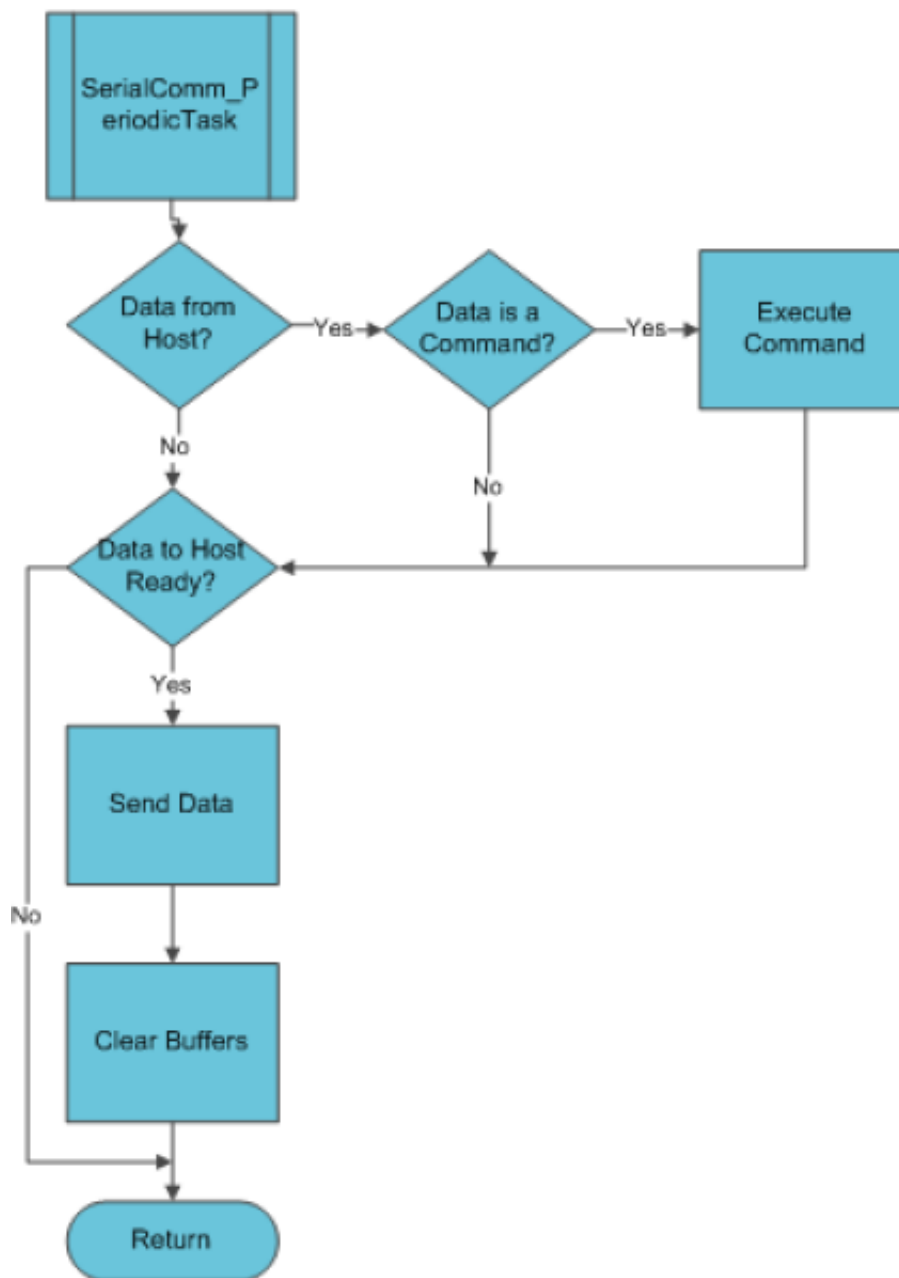 SerialComm_P
eriodicTask
Data from
Host?
Yes
Data is a
Command?
Yes
Execute
Command
No
No
Data to Host
Ready?
Yes
Send Data
No
Clear Buffers
Return